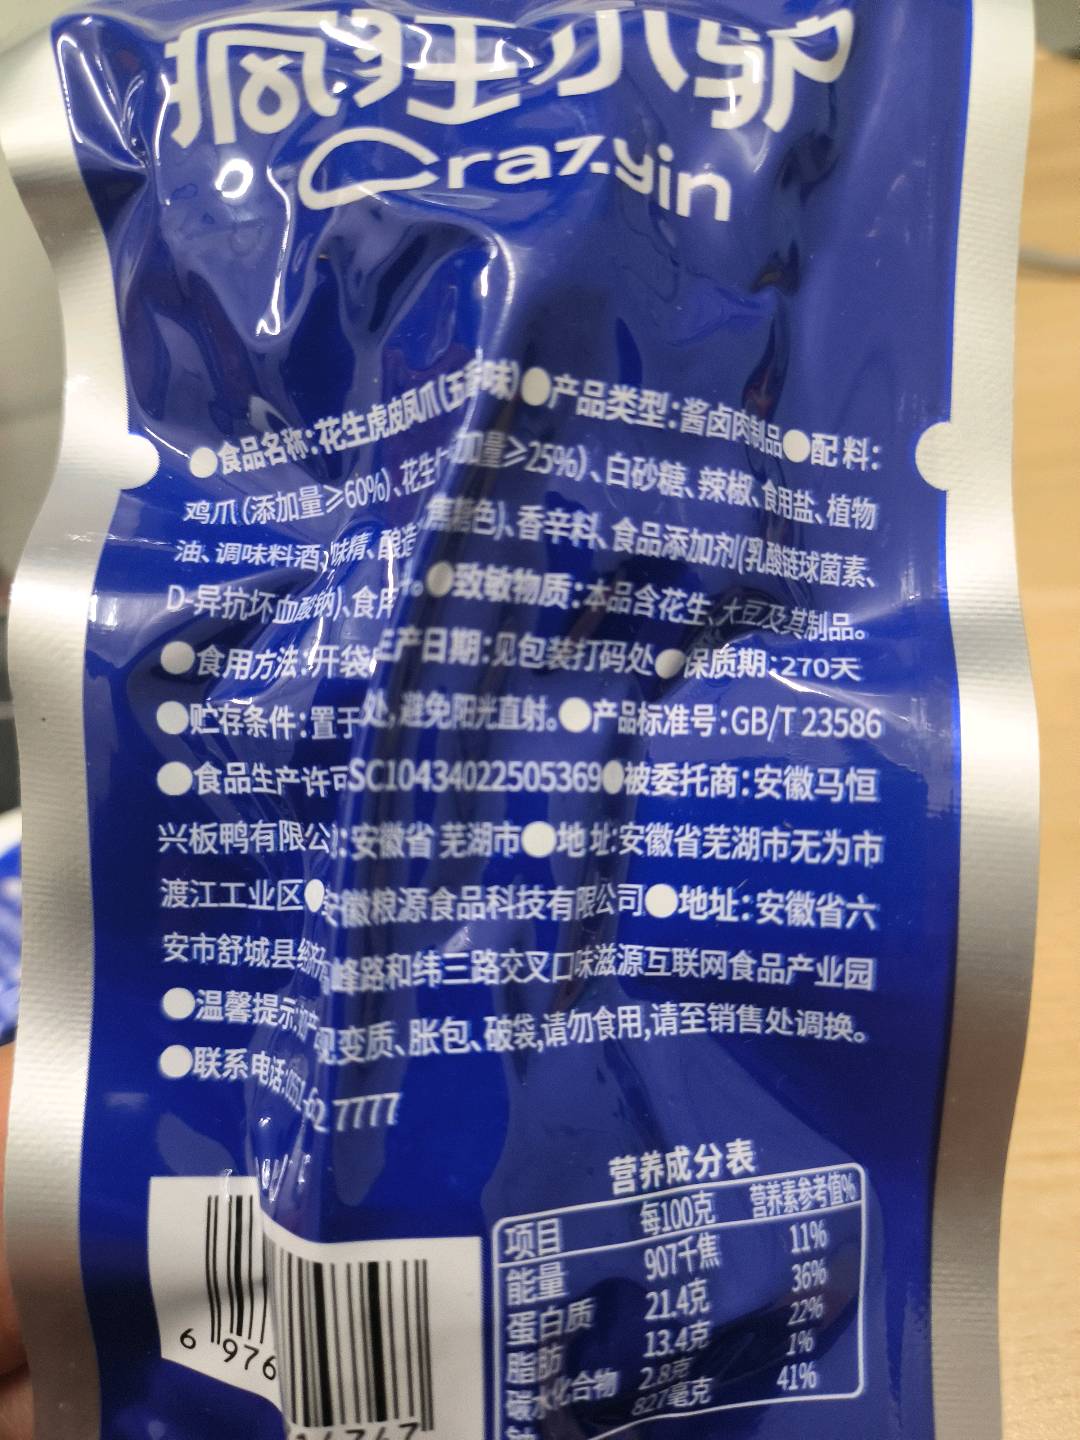 疯狂小驴
Crazyin
●食品名称:花生虎皮凤爪(五香味)●产品类型:酱卤肉制品●配料:
鸡爪(添加量≥60%)、花生仁 加量≥25%)、白砂糖、辣椒、食用盐、植物
油、调味料酒、味精、酿造 焦糖色)、香辛料、食品添加剂(乳酸链球菌素、
D-异抗坏血酸钠)、食用 。●致敏物质:本品含花生、大豆及其制品。
●食用方法:开袋 生产日期:见包装打码处●保质期:270天
●贮存条件:置于 处,避免阳光直射。●产品标准号:GB/T 23586
●食品生产许可 SC10434022505369●被委托商:安徽马恒
兴板鸭有限公 :安徽省 芜湖市●地址:安徽省芜湖市无为市
渡江工业区● 安徽粮源食品科技有限公司●地址:安徽省六
安市舒城县经 峰路和纬三路交叉口味滋源互联网食品产业园
●温馨提示:如产 现变质、胀包、破袋,请勿食用,请至销售处调换。
●联系电话:0551-62 7777
营养成分表
项目 每100克 营养素参考值%
能量 907千焦 11%
蛋白质 21.4克 36%
脂肪 13.4克 22%
碳水化合物 2.8克 1%
钠 827毫克 41%
6 976